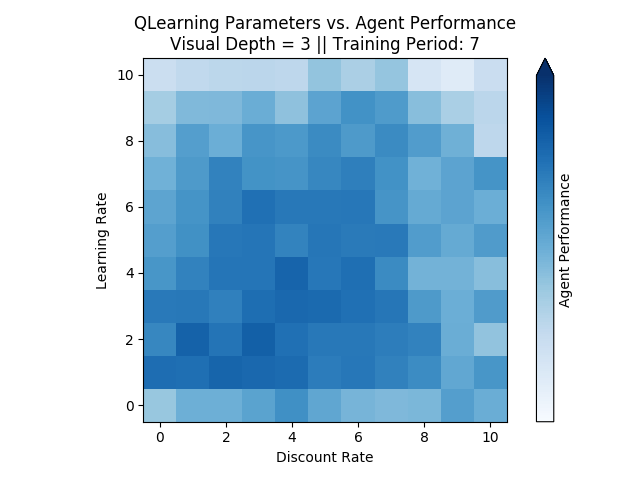 QLearning Parameters vs. Agent Performance
Visual Depth = 3 || Training Period: 7
10
8
6
4
2
0
Learning Rate
0 2 4 6 8 10
Discount Rate
Agent Performance